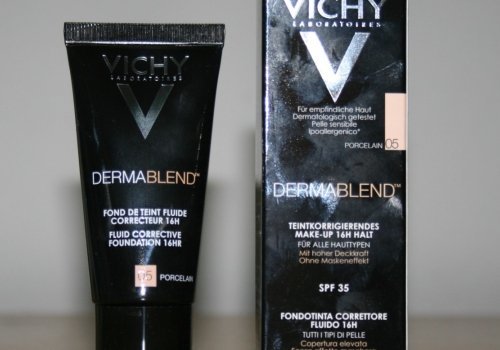 VICHY
LABORATOIRES
DERMABLEND™
FOND DE TEINT FLUIDE
CORRECTEUR 16H
FLUID CORRECTIVE
FOUNDATION 16HR
05 PORCELAIN
VICHY
LABORATOIRES
Für empfindliche Haut
Dermatologisch getestet
Pelle sensibile
Ipoallergenico*
PORCELAIN 05
DERMABLEND™
TEINTKORRIGIERENDES
MAKE-UP 16H HALT
FÜR ALLE HAUTTYPEN
Mit hoher Deckkraft
Ohne Maskeneffekt
SPF 35
FONDOTINTA CORRETTORE
FLUIDO 16H
TUTTI I TIPI DI PELLE
Copertura elevata